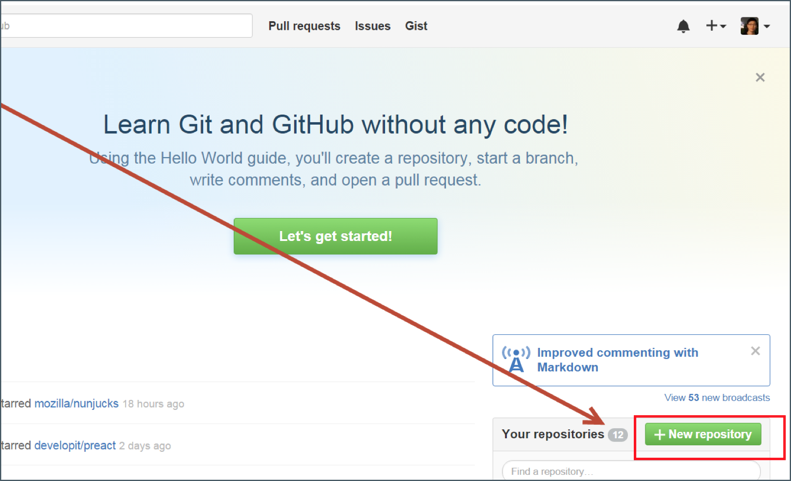 ub
Pull requests Issues Gist
Learn Git and GitHub without any code!
Using the Hello World guide, you'll create a repository, start a branch,
write comments, and open a pull request.
Let's get started!
Improved commenting with
Markdown
View 53 new broadcasts
tarred mozilla/nunjucks 18 hours ago
Your repositories 12
+ New repository
tarred developit/preact 2 days ago
Find a repository...